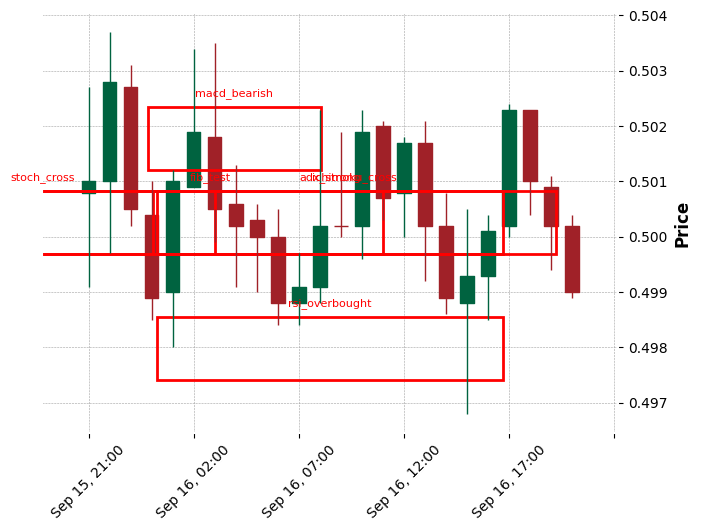 0.504
0.503
macd_bearish
0.502
stoch_cross
0.501
0.500
Price
0.499
rsi_overbought
0.498
0.497
Sep 15, 21:00
Sep 16, 02:00
Sep 16, 07:00
Sep 16, 12:00
Sep 16, 17:00